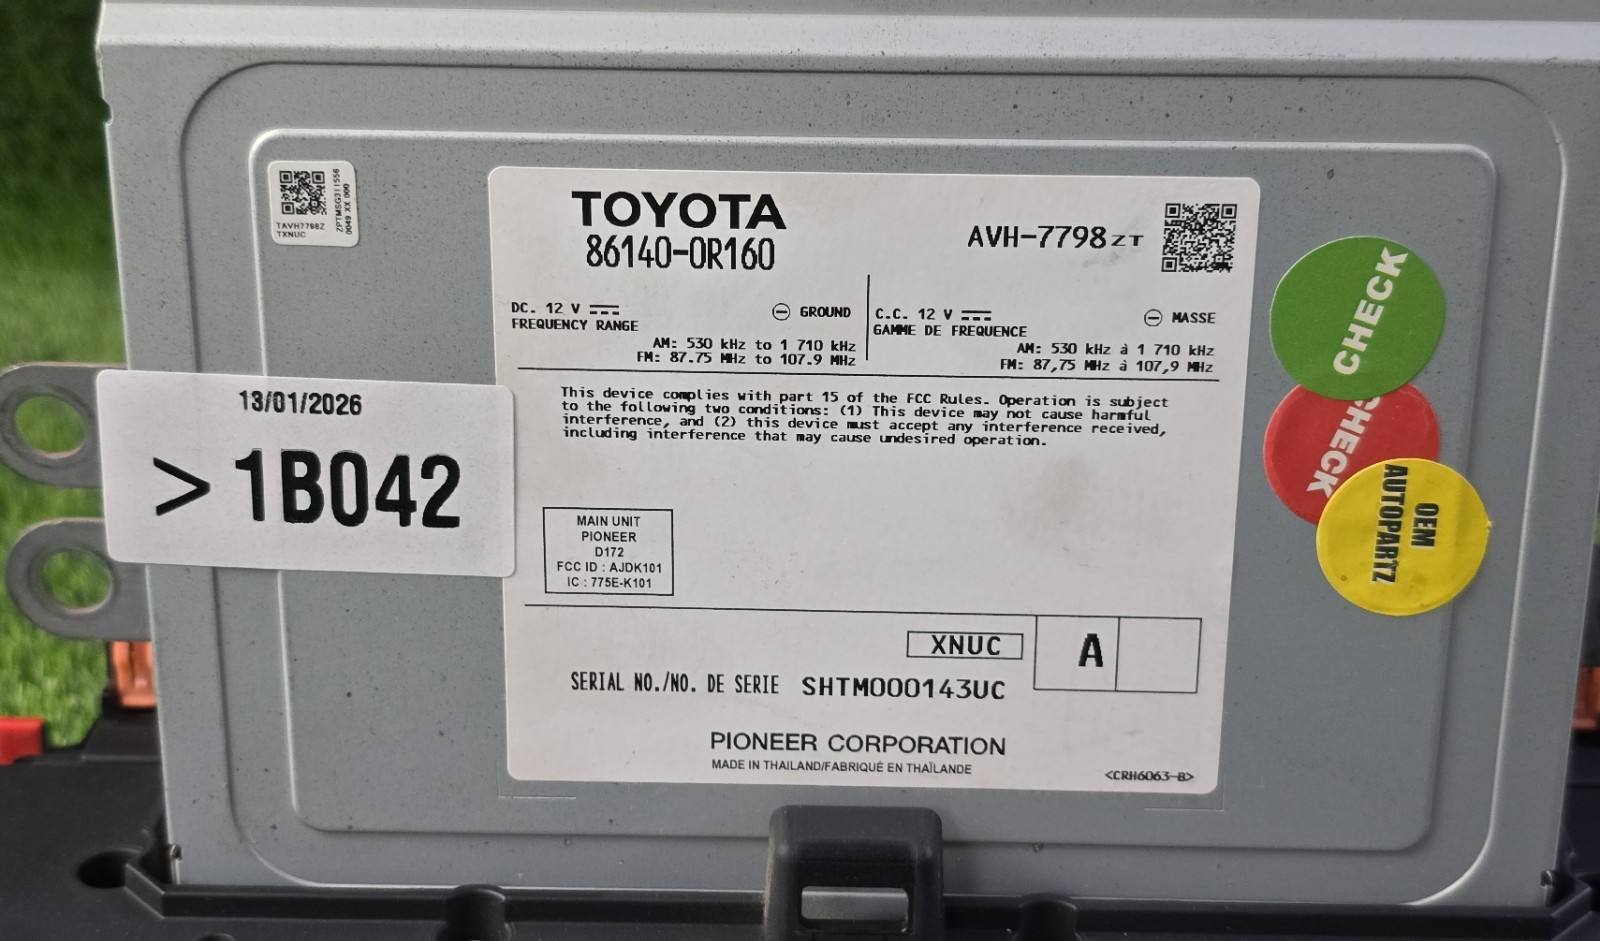 TAVH7798Z
TXNUC
ZPTMSG311556
0049 XX 000
TOYOTA
86140-0R160
AVH-7798ZT
DC. 12 V
GROUND
FREQUENCY RANGE
AM: 530 kHz to 1 710 kHz
FM: 87.75 MHz to 107.9 MHz
C.C. 12 V
MASSE
GAMME DE FREQUENCE
AM: 530 kHz à 1 710 kHz
FM: 87,75 MHz à 107,9 MHz
This device complies with part 15 of the FCC Rules. Operation is subject
to the following two conditions: (1) This device may not cause harmful
interference, and (2) this device must accept any interference received,
including interference that may cause undesired operation.
13/01/2026
>1B042
MAIN UNIT
PIONEER
D172
FCC ID : AJDK101
IC : 775E-K101
XNUC
A
SERIAL NO./NO. DE SERIE SHTM000143UC
PIONEER CORPORATION
MADE IN THAILAND/FABRIQUÉ EN THAÏLANDE
<CRH6063-B>
CHECK
CHECK
OEM
AUTOPARTZ